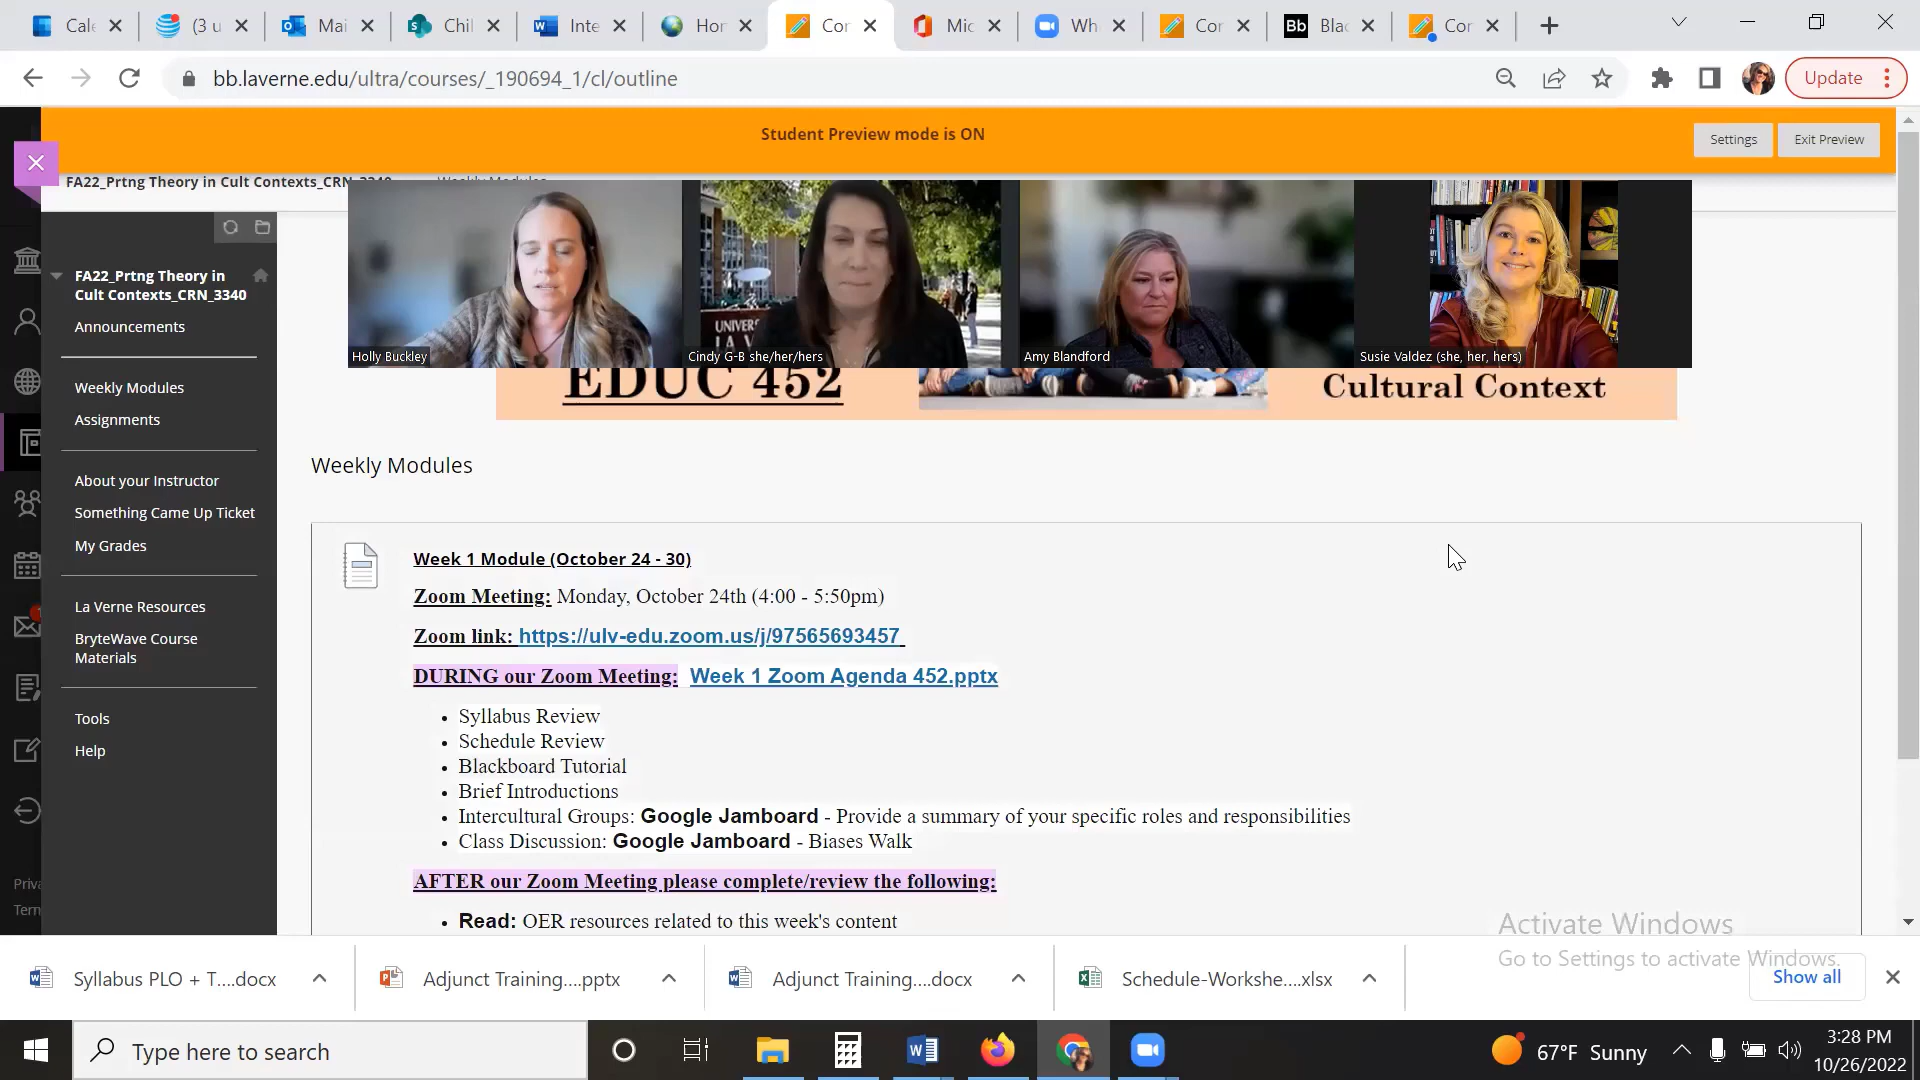 Cale
(3 u
Mai
Chil
Inte
Hor
Cor
Mic
Wh
Cor
Bb
Blac
Cor
bb.laverne.edu/ultra/courses/_190694_1/cl/outline
Update
Student Preview mode is ON
Settings
Exit Preview
FA22_Prtng Theory in Cult Contexts_CRN_3340
Weekly Modules
FA22_Prtng Theory in
Cult Contexts_CRN_3340
Announcements
Weekly Modules
Assignments
About your Instructor
Something Came Up Ticket
My Grades
La Verne Resources
BryteWave Course
Materials
Tools
Help
Priva
Term
Holly Buckley
Cindy G-B she/her/hers
Amy Blandford
Susie Valdez (she, her, hers)
EDUC 452
Cultural Context
Weekly Modules
Week 1 Module (October 24 - 30)
Zoom Meeting: Monday, October 24th (4:00 - 5:50pm)
Zoom link: https://ulv-edu.zoom.us/j/97565693457
DURING our Zoom Meeting: Week 1 Zoom Agenda 452.pptx
• Syllabus Review
• Schedule Review
• Blackboard Tutorial
• Brief Introductions
• Intercultural Groups: Google Jamboard - Provide a summary of your specific roles and responsibilities
• Class Discussion: Google Jamboard - Biases Walk
AFTER our Zoom Meeting please complete/review the following:
• Read: OER resources related to this week's content
Activate Windows
Go to Settings to activate Windows.
Syllabus PLO + T....docx
Adjunct Training....pptx
Adjunct Training....docx
Schedule-Workshe....xlsx
Show all
Type here to search
67°F Sunny
3:28 PM
10/26/2022